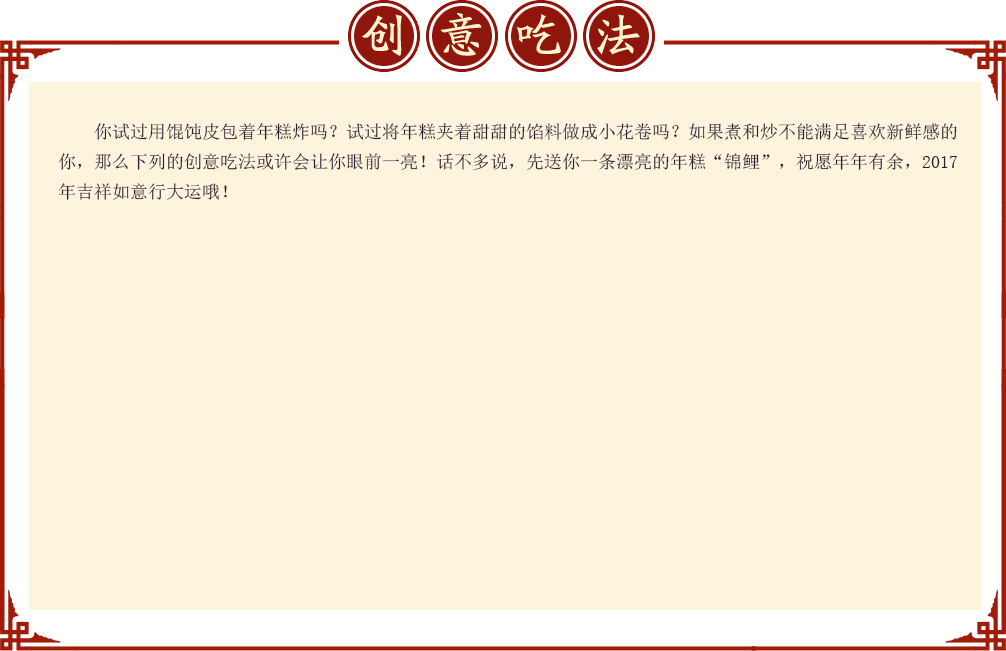 创意吃法
你试过用馄饨皮包着年糕炸吗？试过将年糕夹着甜甜的馅料做成小花卷吗？如果煮和炒不能满足喜欢新鲜感的
你，那么下列的创意吃法或许会让你眼前一亮！话不多说，先送你一条漂亮的年糕“锦鲤”，祝愿年年有余，2017
年吉祥如意行大运哦！